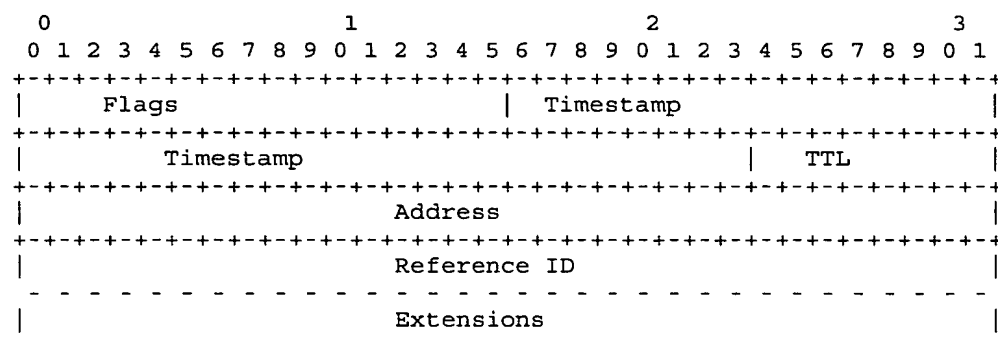 0                   1                   2                   3
0 1 2 3 4 5 6 7 8 9 0 1 2 3 4 5 6 7 8 9 0 1 2 3 4 5 6 7 8 9 0 1
+-+-+-+-+-+-+-+-+-+-+-+-+-+-+-+-+-+-+-+-+-+-+-+-+-+-+-+-+-+-+-+-+
| Flags | Timestamp |
+-+-+-+-+-+-+-+-+-+-+-+-+-+-+-+-+-+-+-+-+-+-+-+-+-+-+-+-+-+-+-+-+
| Timestamp | TTL |
+-+-+-+-+-+-+-+-+-+-+-+-+-+-+-+-+-+-+-+-+-+-+-+-+-+-+-+-+-+-+-+-+
| Address |
+-+-+-+-+-+-+-+-+-+-+-+-+-+-+-+-+-+-+-+-+-+-+-+-+-+-+-+-+-+-+-+-+
| Reference ID |
- - - - - - - - - - - - - - - - - - - - - - - - - - - - - - - -
| Extensions |